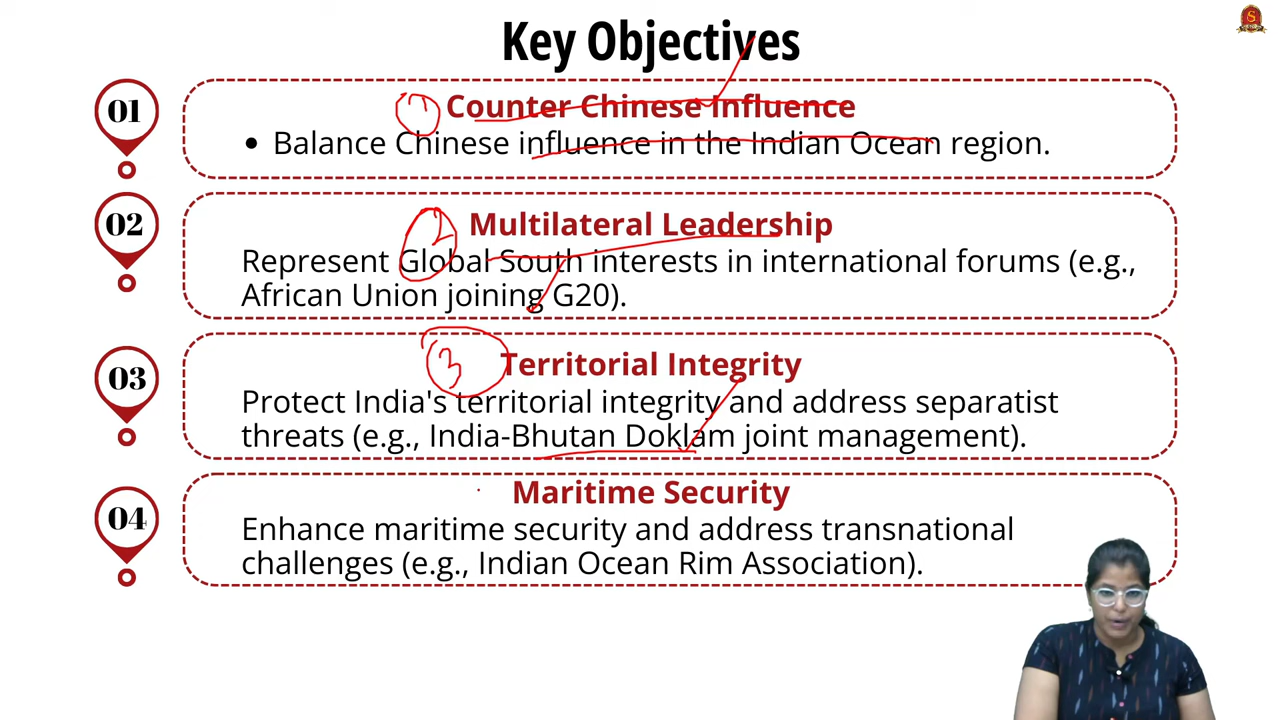 Key Objectives
01
1 Counter Chinese Influence
• Balance Chinese influence in the Indian Ocean region.
02
2 Multilateral Leadership
Represent Global South interests in international forums (e.g.,
African Union joining G20).
03
3 Territorial Integrity
Protect India's territorial integrity and address separatist
threats (e.g., India-Bhutan Doklam joint management).
04
Maritime Security
Enhance maritime security and address transnational
challenges (e.g., Indian Ocean Rim Association).